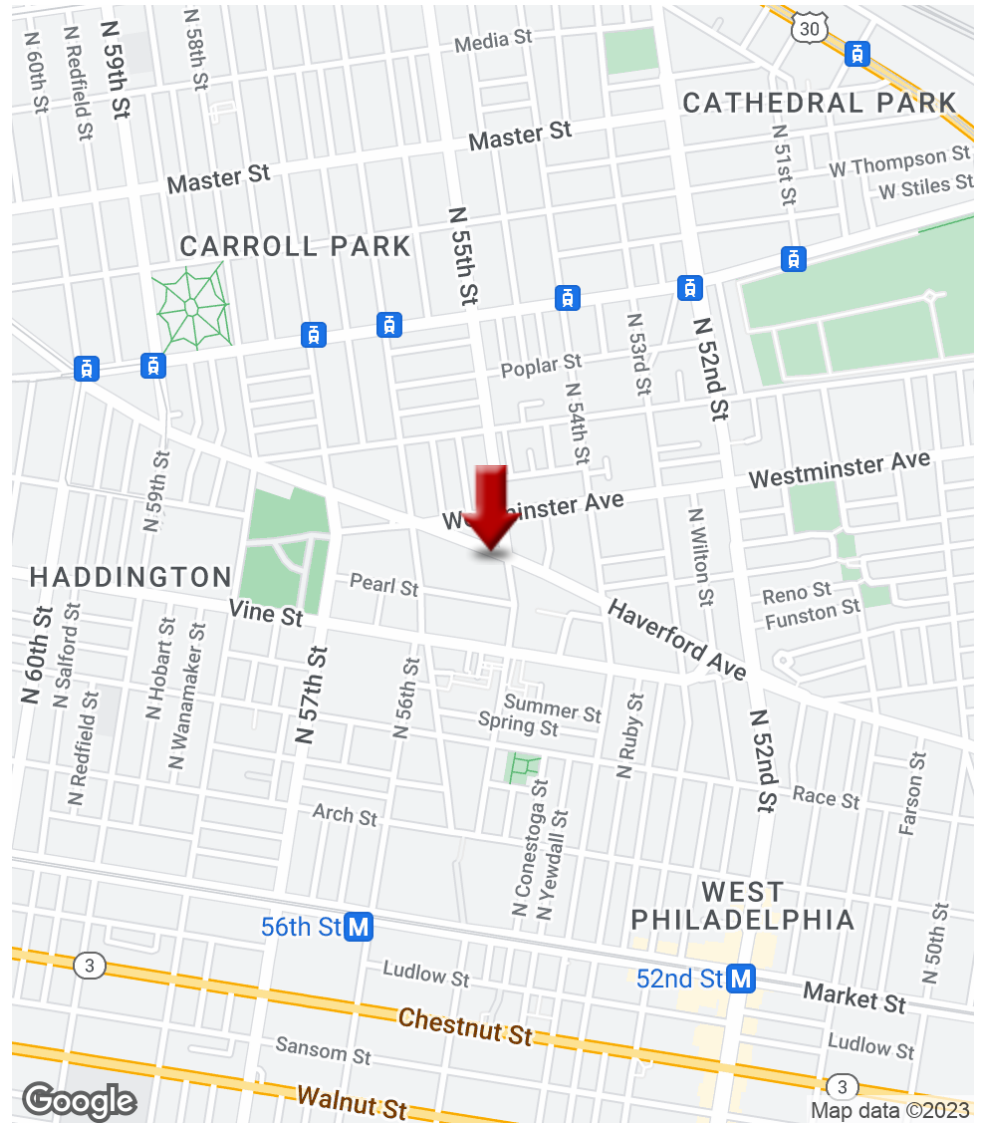 N 60th St
N Redfield St
N 59th St
N 58th St
Media St
30
CATHEDRAL PARK
Master St
Master St
N 51st St
W Thompson St
W Stiles St
CARROLL PARK
N 55th St
N 53rd St
N 52nd St
Poplar St
N 54th St
N 59th St
Westminster Ave
Westminster Ave
N Wilton St
HADDINGTON
Pearl St
Reno St
Funston St
Vine St
Haverford Ave
N 60th St
N Salford St
N Hobart St
N Wanamaker St
N 57th St
N 56th St
N Redfield St
Summer St
Spring St
N Ruby St
N 52nd St
Race St
Farson St
Arch St
N Conestoga St
N Yewdall St
WEST
PHILADELPHIA
56th St M
N 50th St
3
Ludlow St
52nd St M
Market St
Chestnut St
Ludlow St
Sansom St
3
Walnut St
Google
Map data ©2023